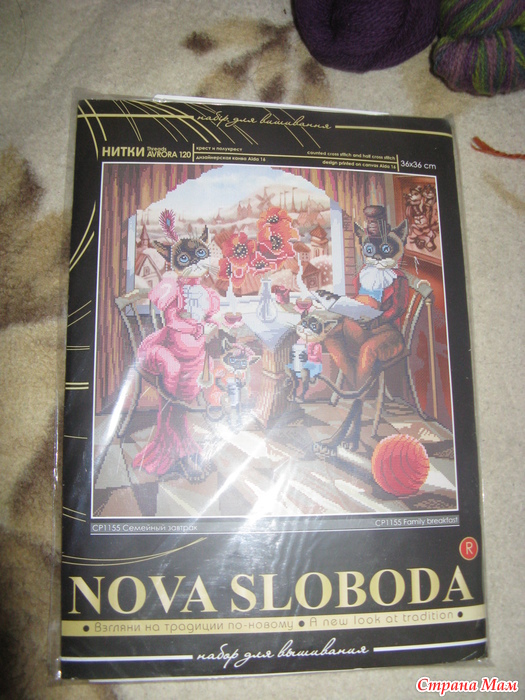 набор для вышивания
НИТКИ Threads AVRORA 120
крест и полукрест
дизайнерская канва Aida 16
counted cross stitch and half cross stitch
design printed on canvas Aida 16
36x36 cm
СР1155 Семейный завтрак
CP1155 Family breakfast
R
NOVA SLOBODA
• Взгляни на традиции по-новому • A new look at tradition •
набор для вышивания
Страна Мам